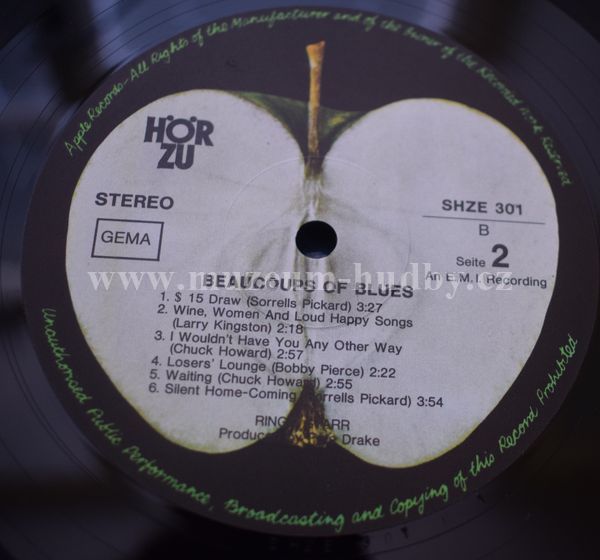 Apple Records-All Rights of the Manufacturer and of the Owner of the Recorded Work Reserved
HÖR
ZU
STEREO
GEMA
SHZE 301
B
Seite 2
An E.M.I. Recording
www.muzeum-hudby.cz
BEAUCOUPS OF BLUES
1. $ 15 Draw (Sorrells Pickard) 3:27
2. Wine, Women And Loud Happy Songs
(Larry Kingston) 2:18
3. I Wouldn't Have You Any Other Way
(Chuck Howard) 2:57
4. Losers' Lounge (Bobby Pierce) 2:22
5. Waiting (Chuck Howard) 2:55
6. Silent Home-Coming (Sorrells Pickard) 3:54
RINGO STARR
Drake
Unauthorised Public Performance, Broadcasting and Copying of this Record Prohibited